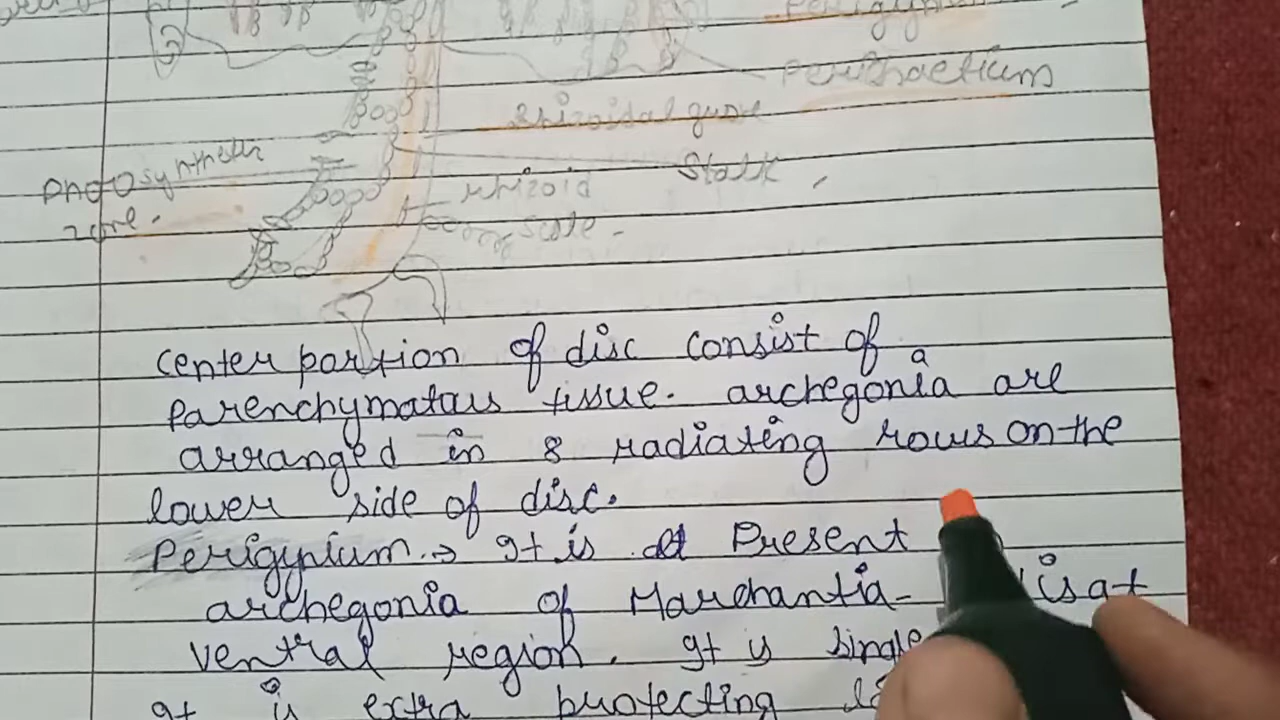 Perigyni
Perichaetium
Photosynthetic
zone.
Stalk
Rhizoid
scale.
center portion of disc consist of
Parenchymatous tissue. archegonia are
arranged in 8 radiating rows on the
lower side of disc.
Perigynium → It is Present
archegonia of Marchantia- is at
ventral region. It is single
It is extra protecting